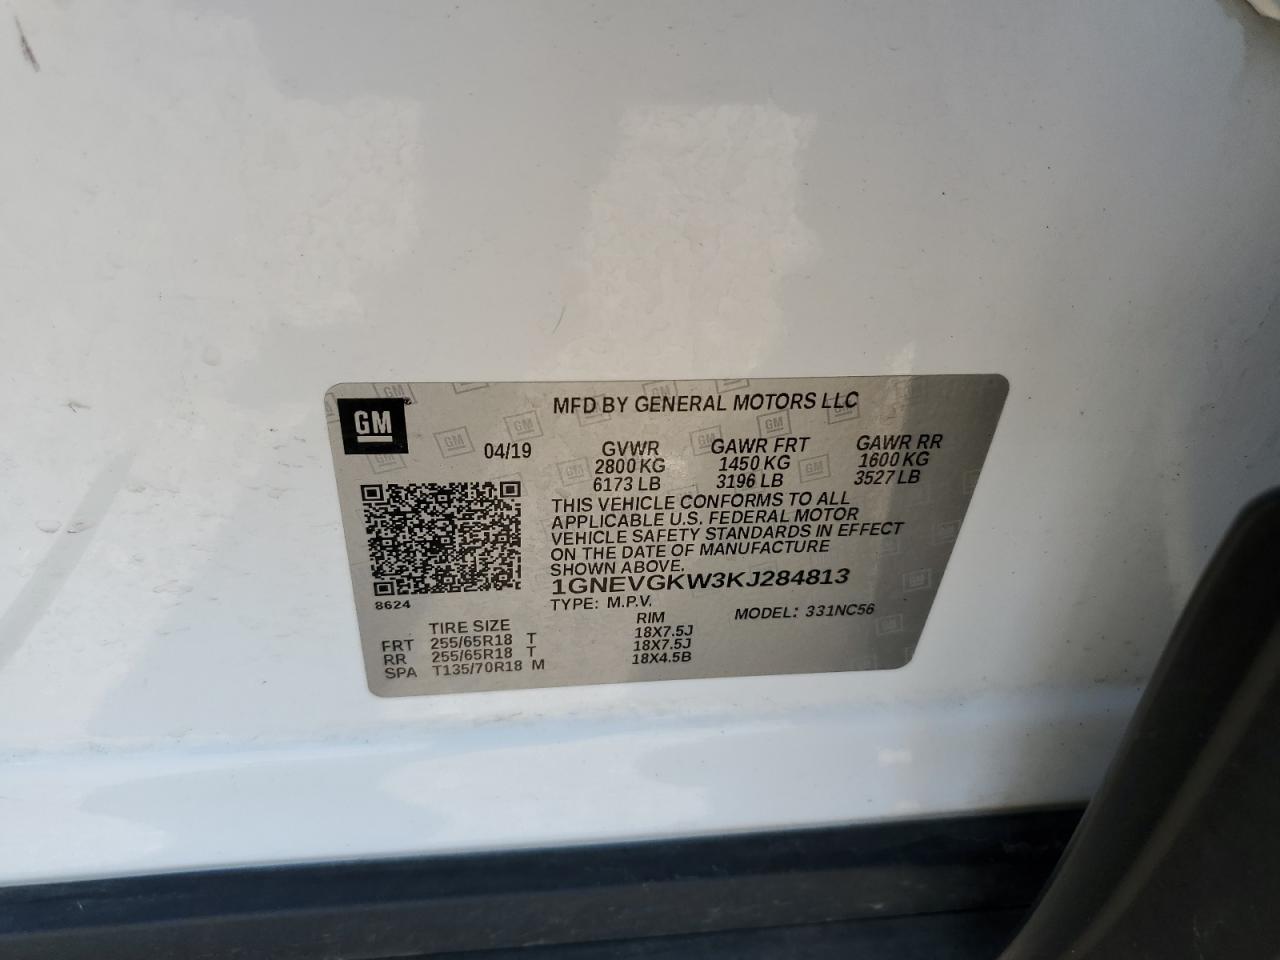 GM
MFD BY GENERAL MOTORS LLC
04/19 GVWR GAWR FRT GAWR RR
2800 KG 1450 KG 1600 KG
6173 LB 3196 LB 3527 LB
THIS VEHICLE CONFORMS TO ALL
APPLICABLE U.S. FEDERAL MOTOR
VEHICLE SAFETY STANDARDS IN EFFECT
ON THE DATE OF MANUFACTURE
SHOWN ABOVE.
1GNEVGKW3KJ284813
8624
TYPE: M.P.V. MODEL: 331NC56
TIRE SIZE RIM
FRT 255/65R18 T 18X7.5J
RR 255/65R18 T 18X7.5J
SPA T135/70R18 M 18X4.5B